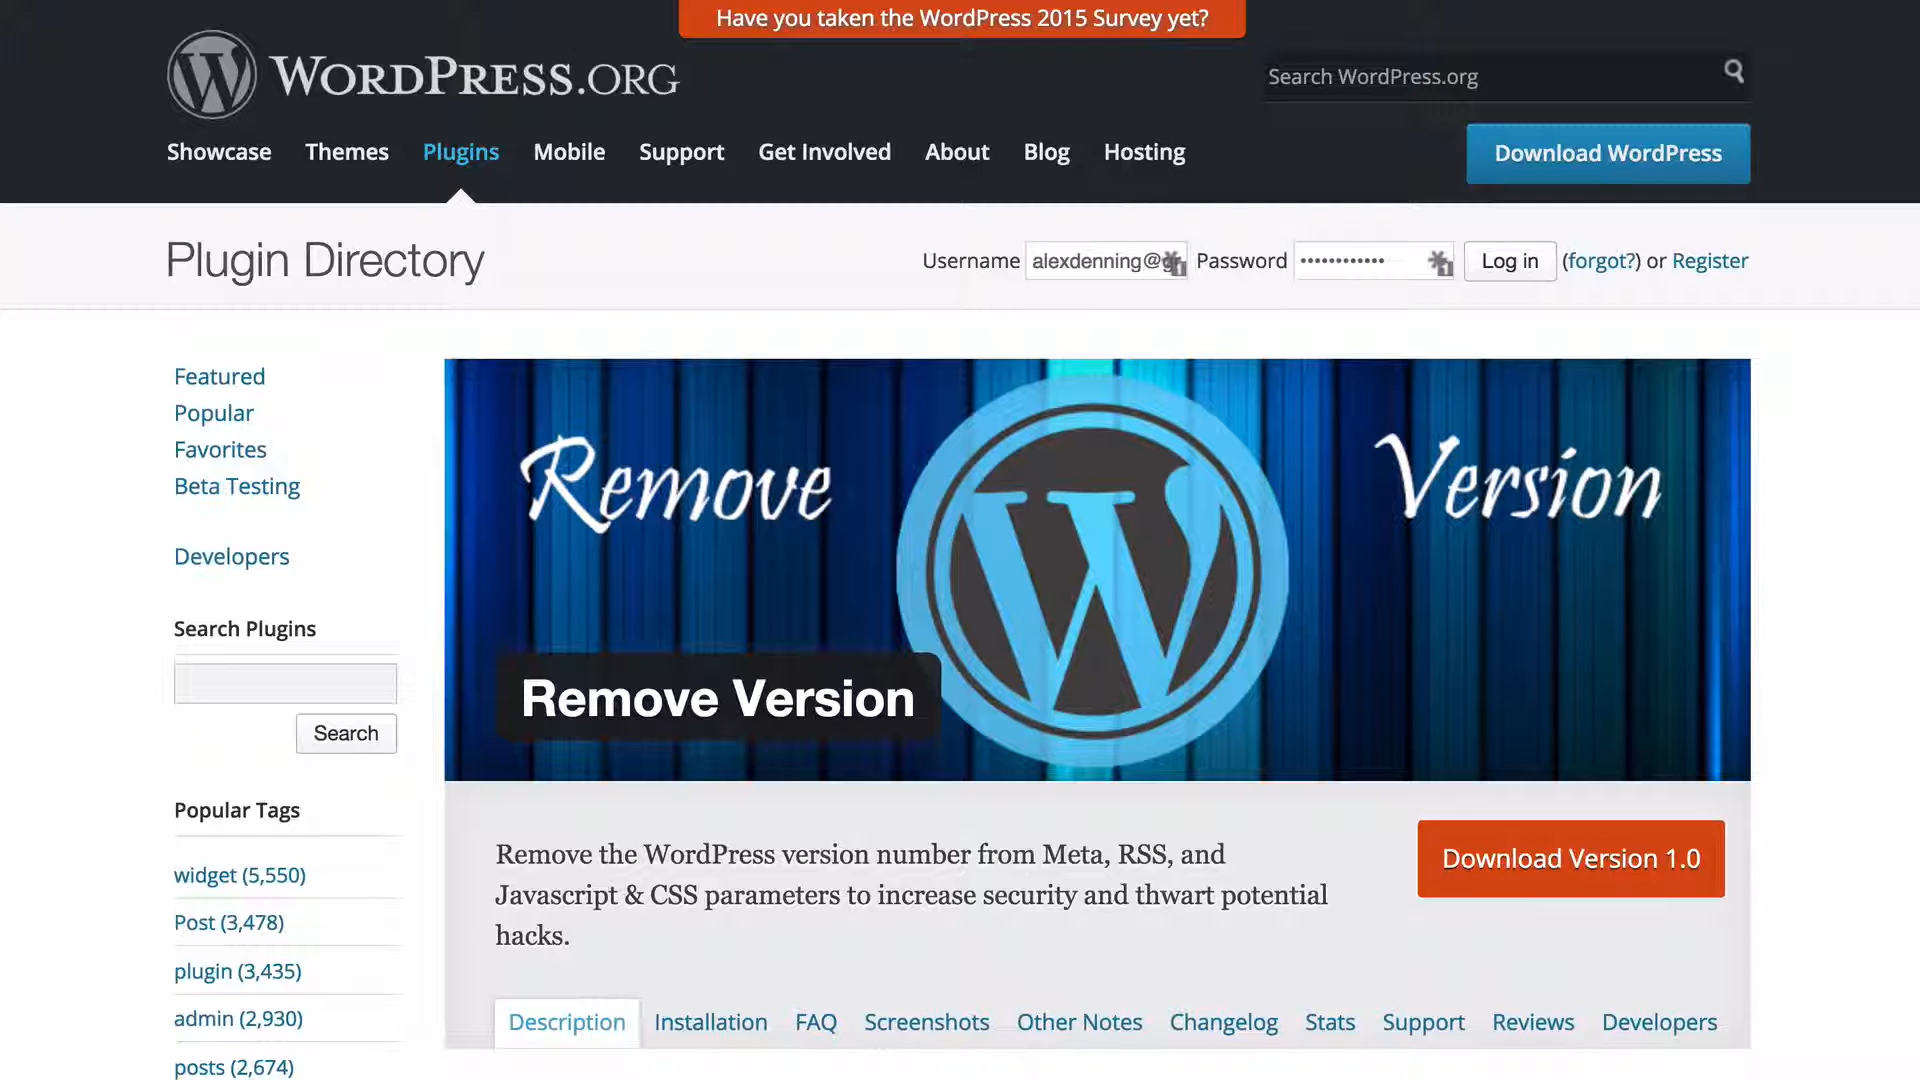 Have you taken the WordPress 2015 Survey yet?
WORDPRESS.ORG
Search WordPress.org
Showcase Themes Plugins Mobile Support Get Involved About Blog Hosting
Download WordPress
Plugin Directory
Username alexdenning@ Password •••••••••••• Log in (forgot?) or Register
Featured
Popular
Favorites
Beta Testing
Developers
Search Plugins
Search
Popular Tags
widget (5,550)
Post (3,478)
plugin (3,435)
admin (2,930)
posts (2,674)
Remove Version
Remove Version
Remove the WordPress version number from Meta, RSS, and
Javascript & CSS parameters to increase security and thwart potential
hacks.
Download Version 1.0
Description Installation FAQ Screenshots Other Notes Changelog Stats Support Reviews Developers